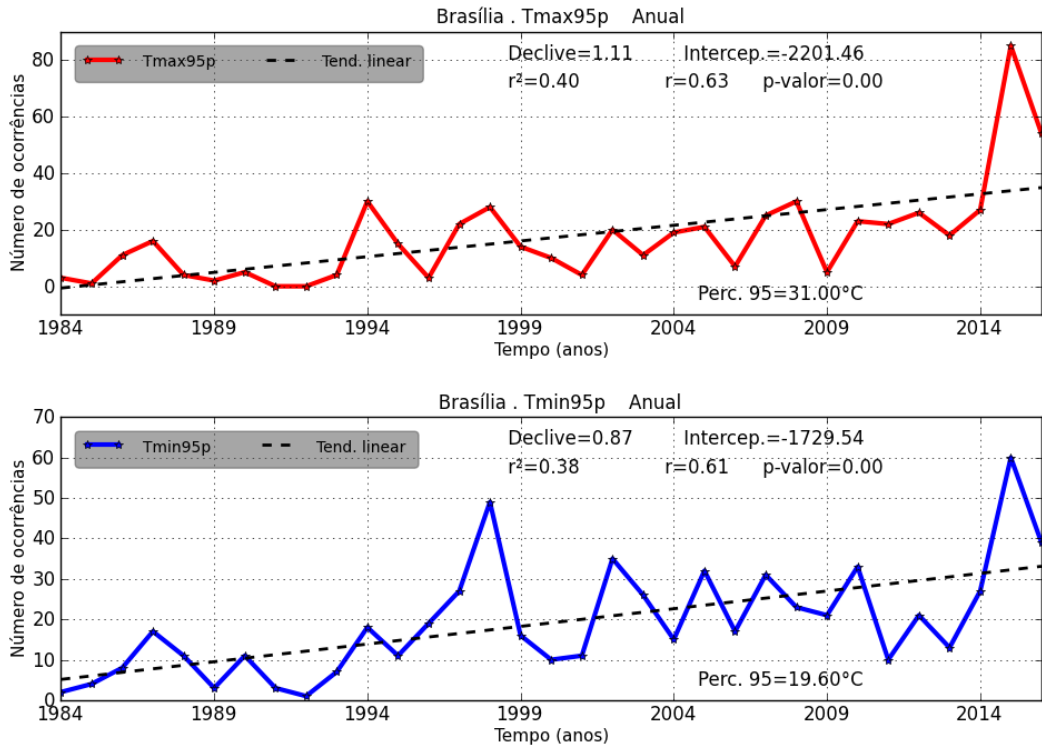 Brasília . Tmax95p Anual
Tmax95p Tend. linear
Declive=1.11 Intercep.=-2201.46
r²=0.40 r=0.63 p-valor=0.00
Número de ocorrências
80
60
40
20
0
Perc. 95=31.00°C
1984 1989 1994 1999 2004 2009 2014
Tempo (anos)
Brasília . Tmin95p Anual
Tmin95p Tend. linear
Declive=0.87 Intercep.=-1729.54
r²=0.38 r=0.61 p-valor=0.00
Número de ocorrências
70
60
50
40
30
20
10
0
Perc. 95=19.60°C
1984 1989 1994 1999 2004 2009 2014
Tempo (anos)